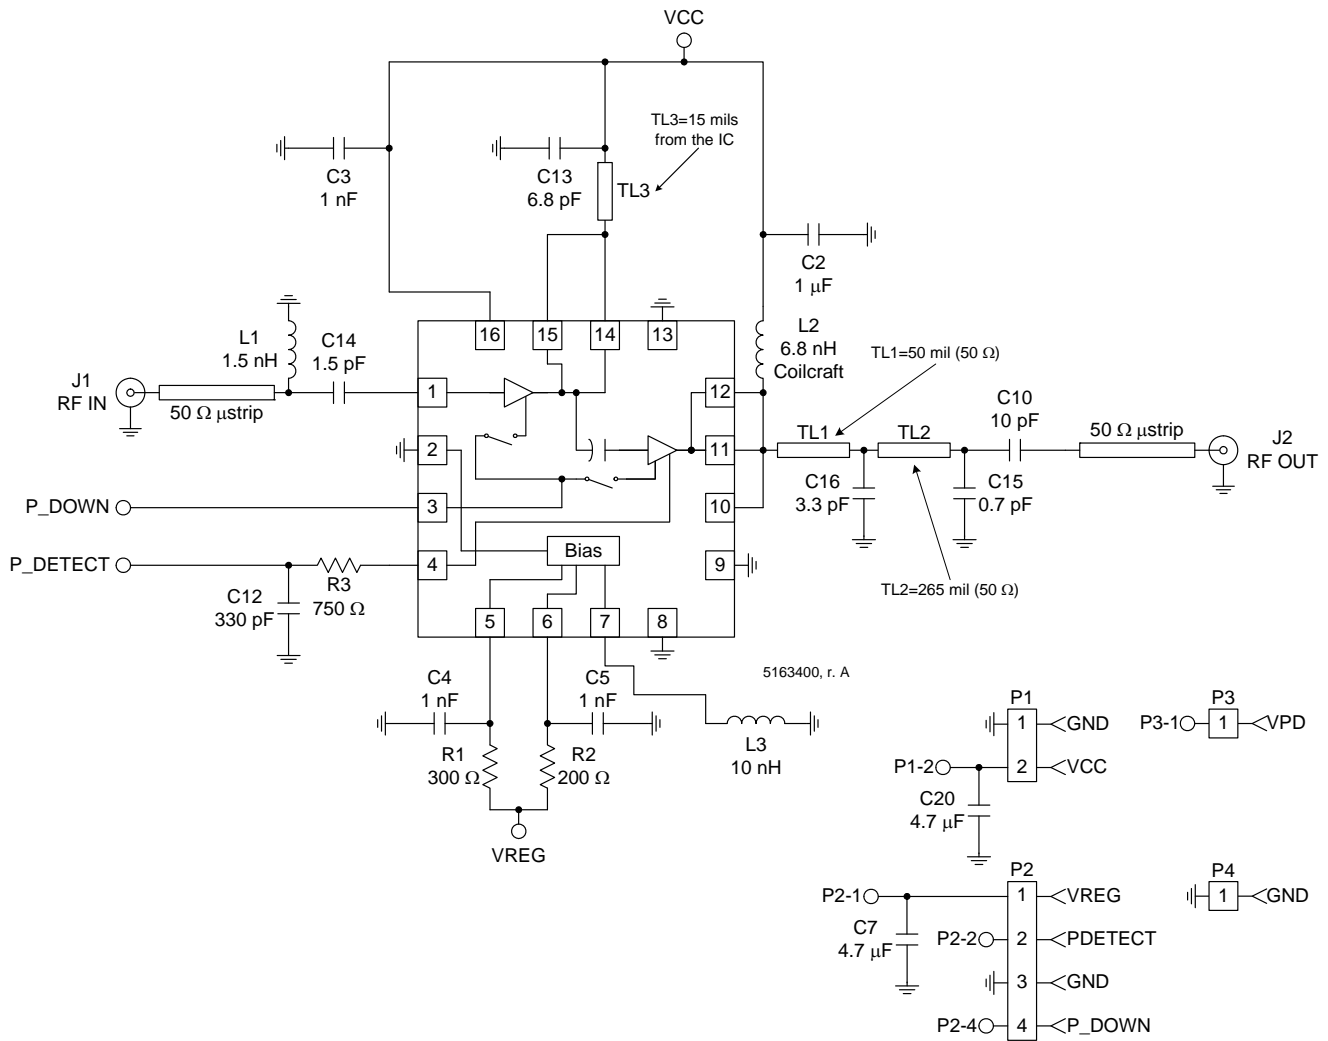 VCC
TL3=15 mils
from the IC
C3
1 nF
C13
6.8 pF
TL3
C2
1 μF
16
15
14
13
L1
1.5 nH
C14
1.5 pF
L2
6.8 nH
Coilcraft
TL1=50 mil (50 Ω)
J1
RF IN
50 Ω μstrip
1
12
C10
10 pF
2
11
TL1
TL2
50 Ω μstrip
J2
RF OUT
C16
3.3 pF
C15
0.7 pF
P_DOWN
3
10
P_DETECT
4
Bias
9
R3
750 Ω
C12
330 pF
TL2=265 mil (50 Ω)
5
6
7
8
5163400, r. A
C4
1 nF
C5
1 nF
R1
300 Ω
R2
200 Ω
L3
10 nH
VREG
P1
1
GND
P1-2
2
VCC
C20
4.7 μF
P3
P3-1
1
VPD
P2
P2-1
1
VREG
C7
4.7 μF
P2-2
2
PDETECT
3
GND
P2-4
4
P_DOWN
P4
1
GND